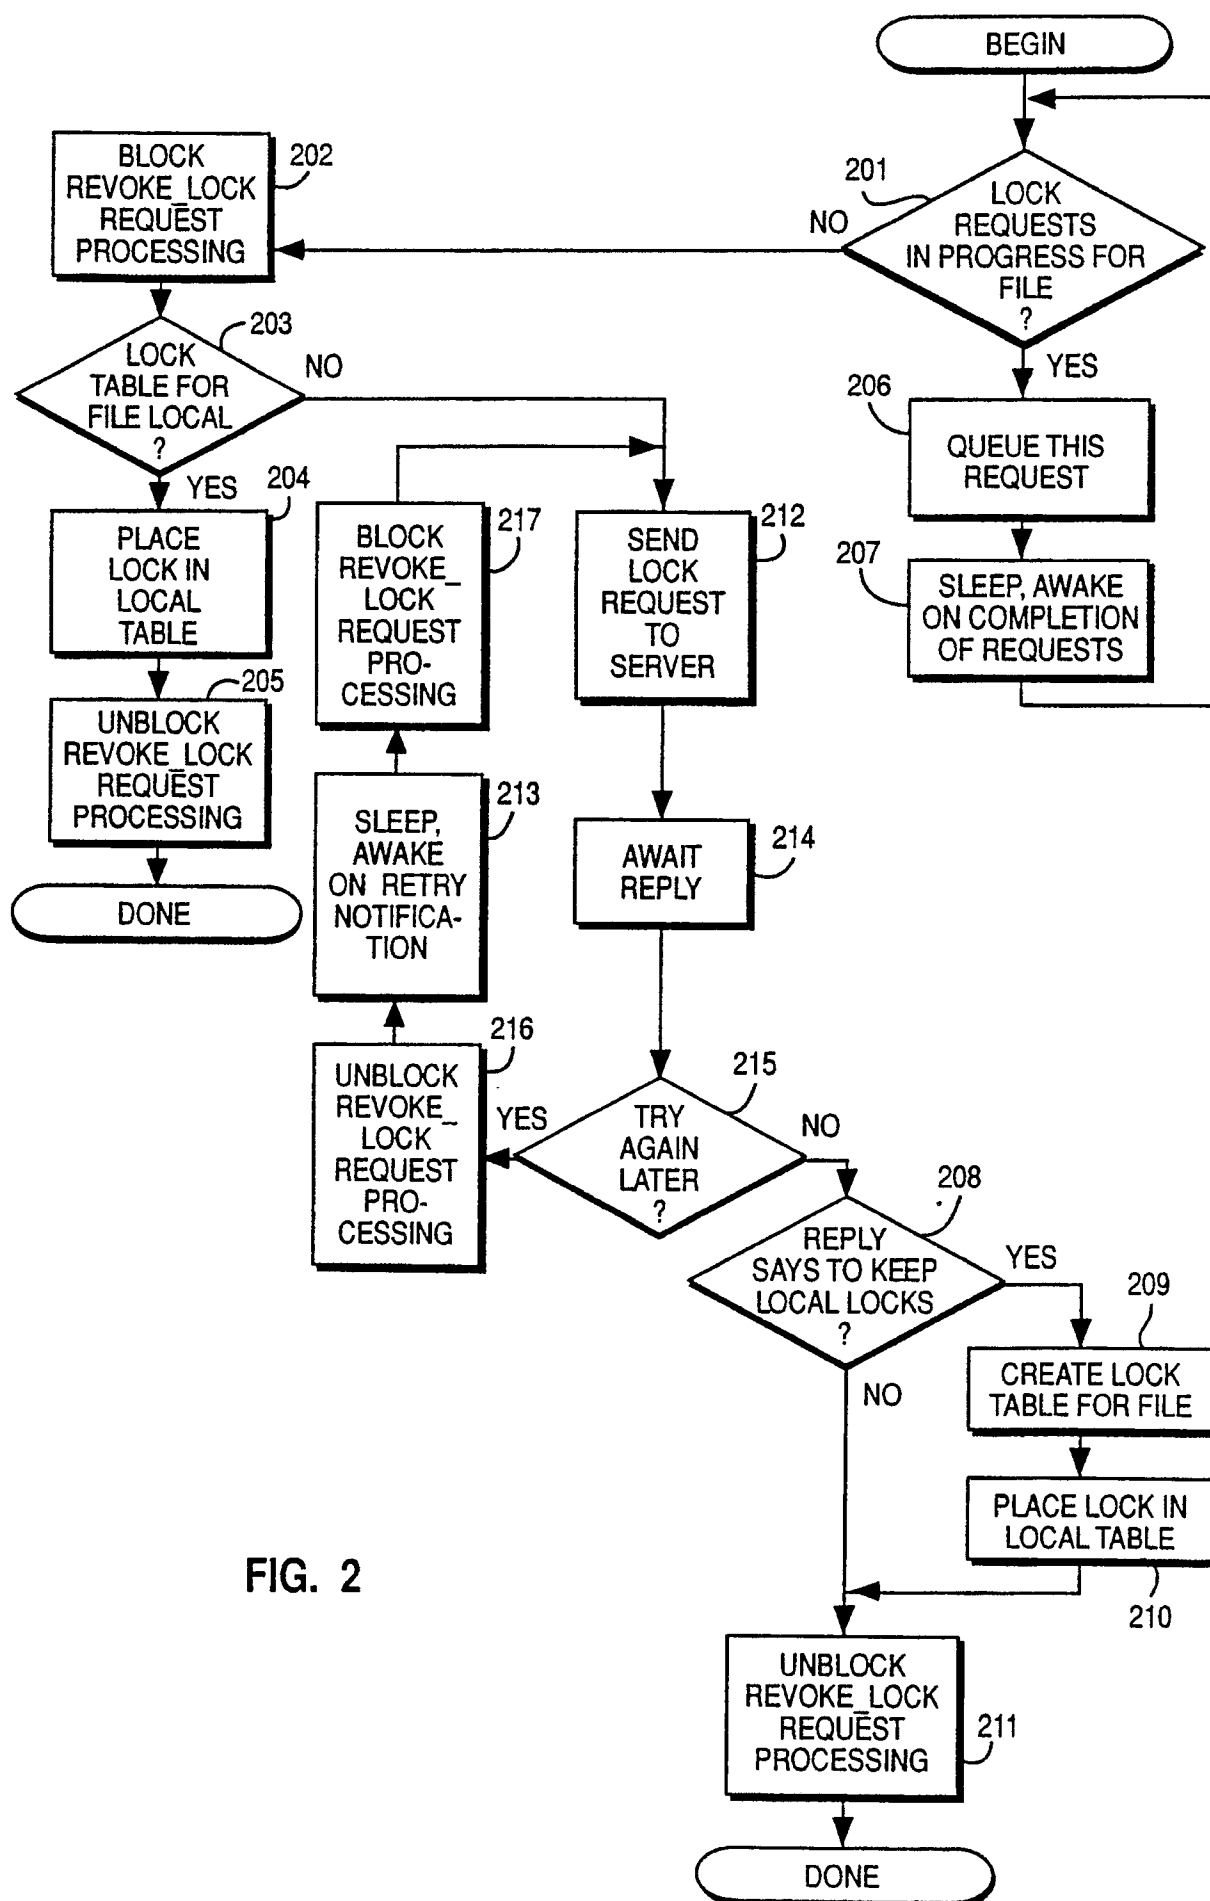 BEGIN
201
LOCK
REQUESTS
IN PROGRESS FOR
FILE
?
NO
YES
202
BLOCK
REVOKE_LOCK
REQUEST
PROCESSING
203
LOCK
TABLE FOR
FILE LOCAL
?
NO
YES
204
PLACE
LOCK IN
LOCAL
TABLE
205
UNBLOCK
REVOKE_LOCK
REQUEST
PROCESSING
DONE
206
QUEUE THIS
REQUEST
207
SLEEP, AWAKE
ON COMPLETION
OF REQUESTS
217
BLOCK
REVOKE_
LOCK
REQUEST
PRO-
CESSING
212
SEND
LOCK
REQUEST
TO
SERVER
213
SLEEP,
AWAKE
ON RETRY
NOTIFICA-
TION
214
AWAIT
REPLY
216
UNBLOCK
REVOKE_
LOCK
REQUEST
PRO-
CESSING
215
TRY
AGAIN
LATER
?
YES
NO
208
REPLY
SAYS TO KEEP
LOCAL LOCKS
?
YES
NO
209
CREATE LOCK
TABLE FOR FILE
PLACE LOCK IN
LOCAL TABLE
210
UNBLOCK
REVOKE_LOCK
REQUEST
PROCESSING
211
DONE
FIG. 2